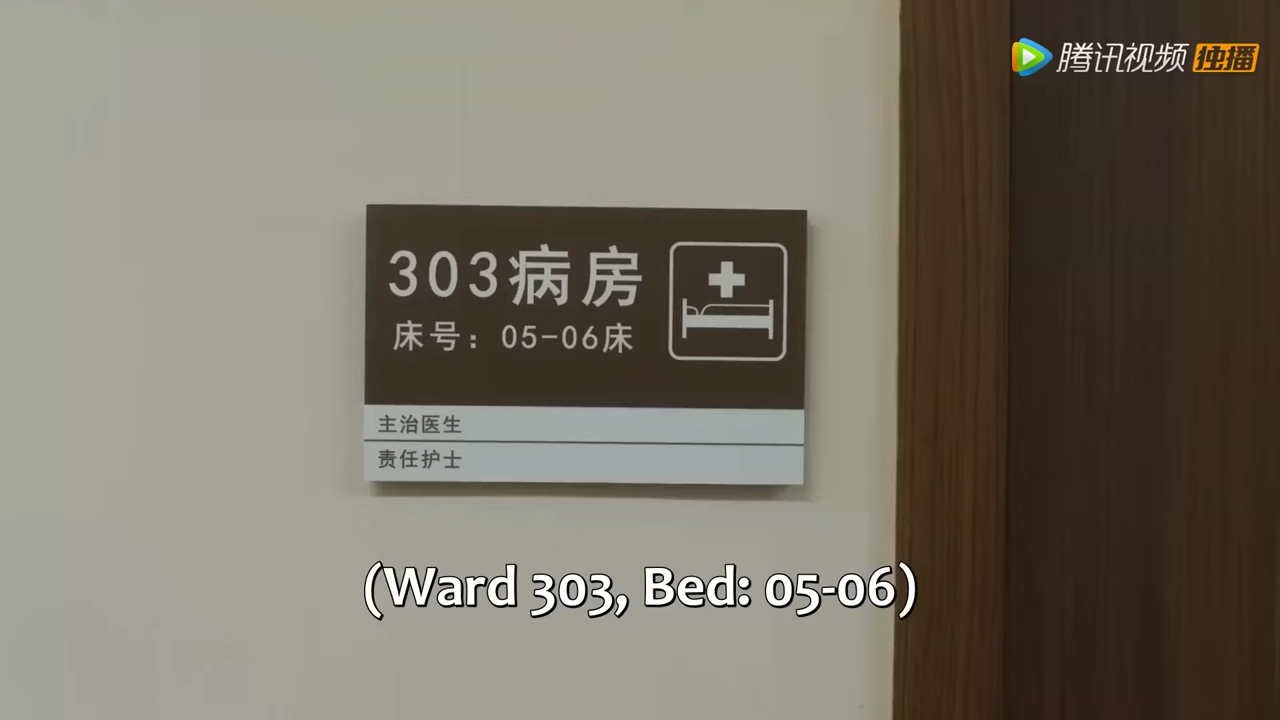 腾讯视频 独播
303病房
床号：05-06床
主治医生
责任护士
(Ward 303, Bed: 05-06)